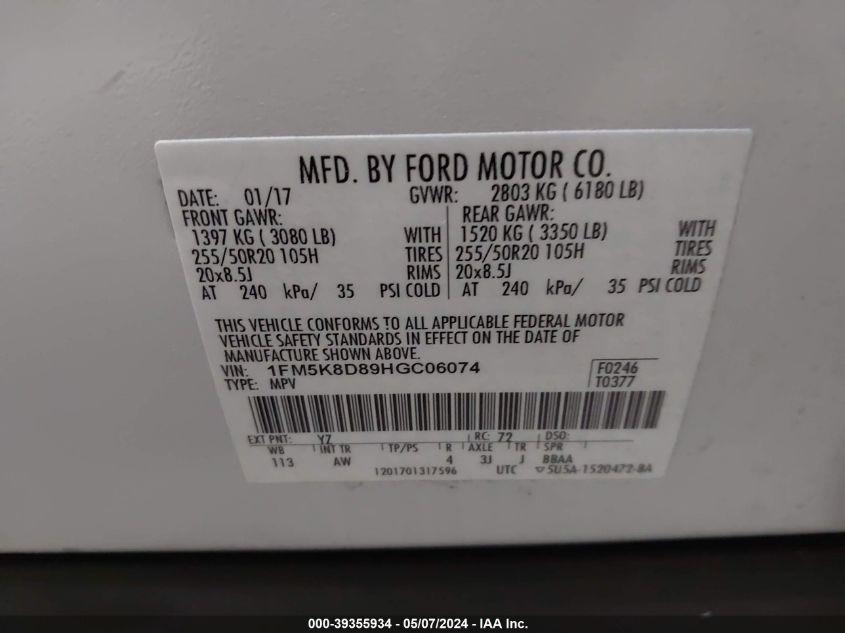 MFD. BY FORD MOTOR CO.
DATE: 01/17 GVWR: 2803 KG ( 6180 LB)
FRONT GAWR: REAR GAWR:
1397 KG ( 3080 LB) WITH 1520 KG ( 3350 LB) WITH
255/50R20 105H TIRES 255/50R20 105H TIRES
20x8.5J RIMS 20x8.5J RIMS
AT 240 kPa/ 35 PSI COLD AT 240 kPa/ 35 PSI COLD
THIS VEHICLE CONFORMS TO ALL APPLICABLE FEDERAL MOTOR
VEHICLE SAFETY STANDARDS IN EFFECT ON THE DATE OF
MANUFACTURE SHOWN ABOVE.
VIN: 1FM5K8D89HGC06074 F0246
TYPE: MPV T0377
EXT PNT: YZ RC: 72 DSO:
WB INT TR TP/PS R AXLE TR SPR
113 AW 4 3J J BBAA
1201701317596 UTC SU5A-1520472-BA
000-39355934 - 05/07/2024 - IAA Inc.